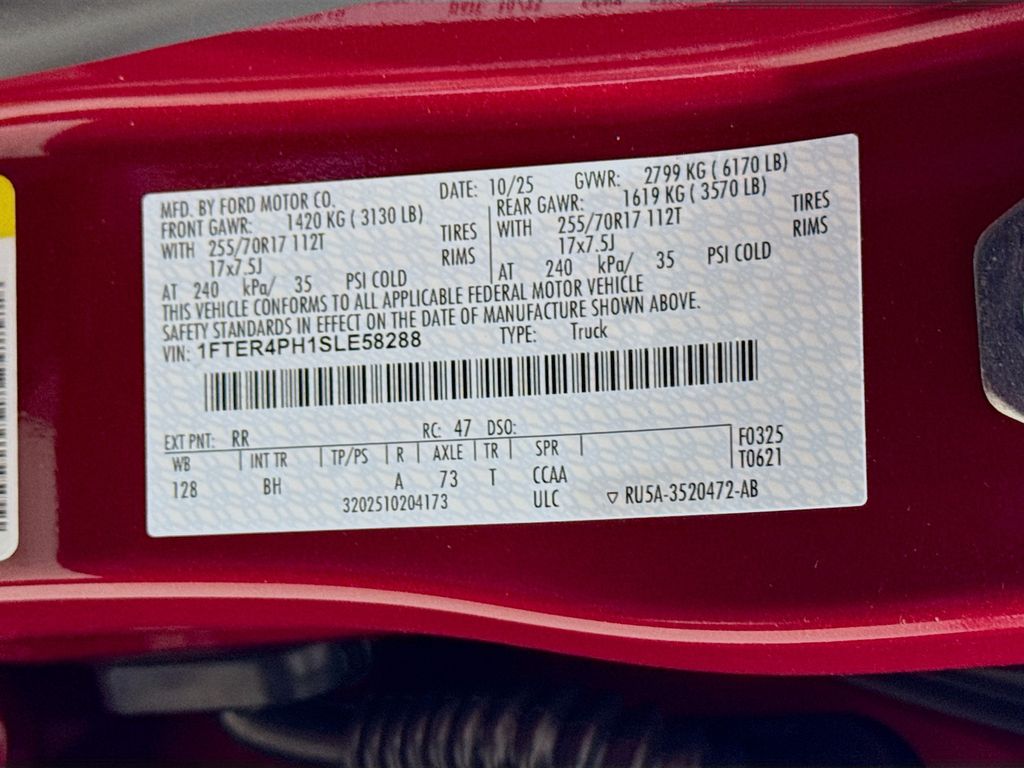 MFD. BY FORD MOTOR CO. DATE: 10/25 GVWR: 2799 KG ( 6170 LB)
FRONT GAWR: 1420 KG ( 3130 LB) REAR GAWR: 1619 KG ( 3570 LB)
WITH 255/70R17 112T TIRES WITH 255/70R17 112T TIRES
17x7.5J RIMS 17x7.5J RIMS
AT 240 kPa/ 35 PSI COLD AT 240 kPa/ 35 PSI COLD
THIS VEHICLE CONFORMS TO ALL APPLICABLE FEDERAL MOTOR VEHICLE
SAFETY STANDARDS IN EFFECT ON THE DATE OF MANUFACTURE SHOWN ABOVE.
VIN: 1FTER4PH1SLE58288 TYPE: Truck
EXT PNT: RR RC: 47 DSO: F0325
WB INT TR TP/PS R AXLE TR SPR T0621
128 BH A 73 T CCAA
3202510204173 ULC ▽ RU5A-3520472-AB